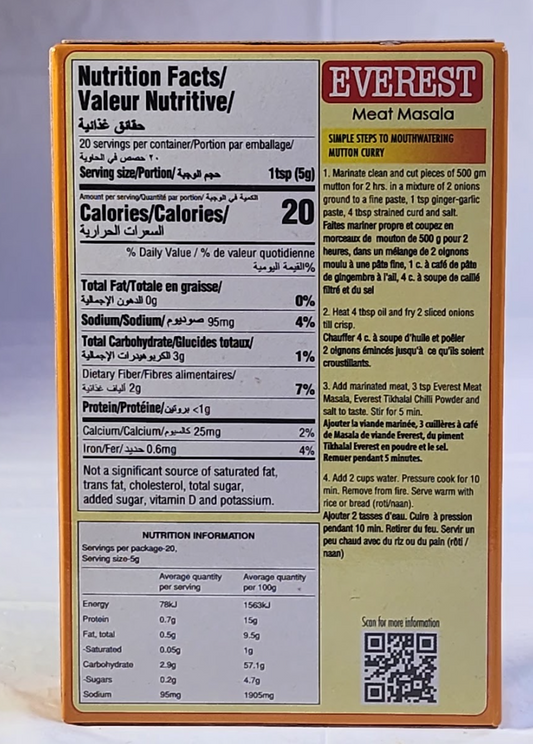 Nutrition Facts/
Valeur Nutritive/
حقائق غذائية
20 servings per container/Portion par emballage/
٢٠ حصص في الحاوية
Serving size/Portion/ حجم الوجبة 1tsp (5g)
Amount per serving/Quantité par portion/ الكمية في الوجبة
Calories/Calories/ 20
السعرات الحرارية
% Daily Value / % de valeur quotidienne
%القيمة اليومية
Total Fat/Totale en graisse/
الدهون الإجمالية 0g 0%
Sodium/Sodium/ صوديوم 95mg 4%
Total Carbohydrate/Glucides totaux/
الكربوهيدرات الإجمالية 3g 1%
Dietary Fiber/Fibres alimentaires/
ألياف غذائية 2g 7%
Protein/Protéine/بروتين <1g
Calcium/Calcium/كالسيوم 25mg 2%
Iron/Fer/ حديد 0.6mg 4%
Not a significant source of saturated fat,
trans fat, cholesterol, total sugar,
added sugar, vitamin D and potassium.
NUTRITION INFORMATION
Servings per package-20,
Serving size-5g
Average quantity per serving Average quantity per 100g
Energy 78kJ 1563kJ
Protein 0.7g 15g
Fat, total 0.5g 9.5g
-Saturated 0.05g 1g
Carbohydrate 2.9g 57.1g
-Sugars 0.2g 4.7g
Sodium 95mg 1905mg
EVEREST
Meat Masala
SIMPLE STEPS TO MOUTHWATERING
MUTTON CURRY
1. Marinate clean and cut pieces of 500 gm
mutton for 2 hrs. in a mixture of 2 onions
ground to a fine paste, 1 tsp ginger-garlic
paste, 4 tbsp strained curd and salt.
Faites mariner propre et coupez en
morceaux de mouton de 500 g pour 2
heures, dans un mélange de 2 oignons
moulu à une pâte fine, 1 c. à café de pâte
de gingembre à l'ail, 4 c. à soupe de caillé
filtré et du sel
2. Heat 4 tbsp oil and fry 2 sliced onions
till crisp.
Chauffer 4 c. à soupe d'huile et poêler
2 oignons émincés jusqu'à ce qu'ils soient
croustillants.
3. Add marinated meat, 3 tsp Everest Meat
Masala, Everest Tikhalal Chilli Powder and
salt to taste. Stir for 5 min.
Ajouter la viande marinée, 3 cuillères à café
de Masala de viande Everest, du piment
Tikhalal Everest en poudre et le sel.
Remuer pendant 5 minutes.
4. Add 2 cups water. Pressure cook for 10
min. Remove from fire. Serve warm with
rice or bread (roti/naan).
Ajouter 2 tasses d'eau. Cuire à pression
pendant 10 min. Retirer du feu. Servir un
peu chaud avec du riz ou du pain (rôti /
naan)
Scan for more information